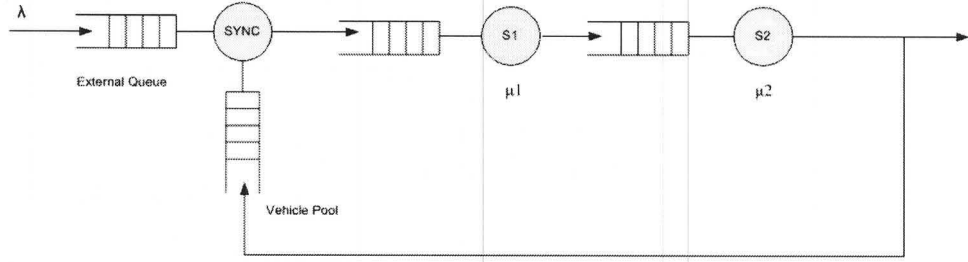 λ
SYNC
S1
S2
External Queue
μ1
μ2
Vehicle Pool